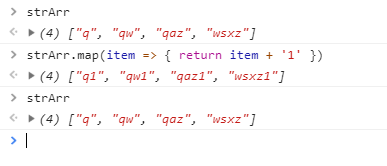 > strArr
<· ▶ (4) ["q", "qw", "qaz", "wsxz"]
> strArr.map(item => { return item + '1' })
<· ▶ (4) ["q1", "qw1", "qaz1", "wsxz1"]
> strArr
<· ▶ (4) ["q", "qw", "qaz", "wsxz"]
>